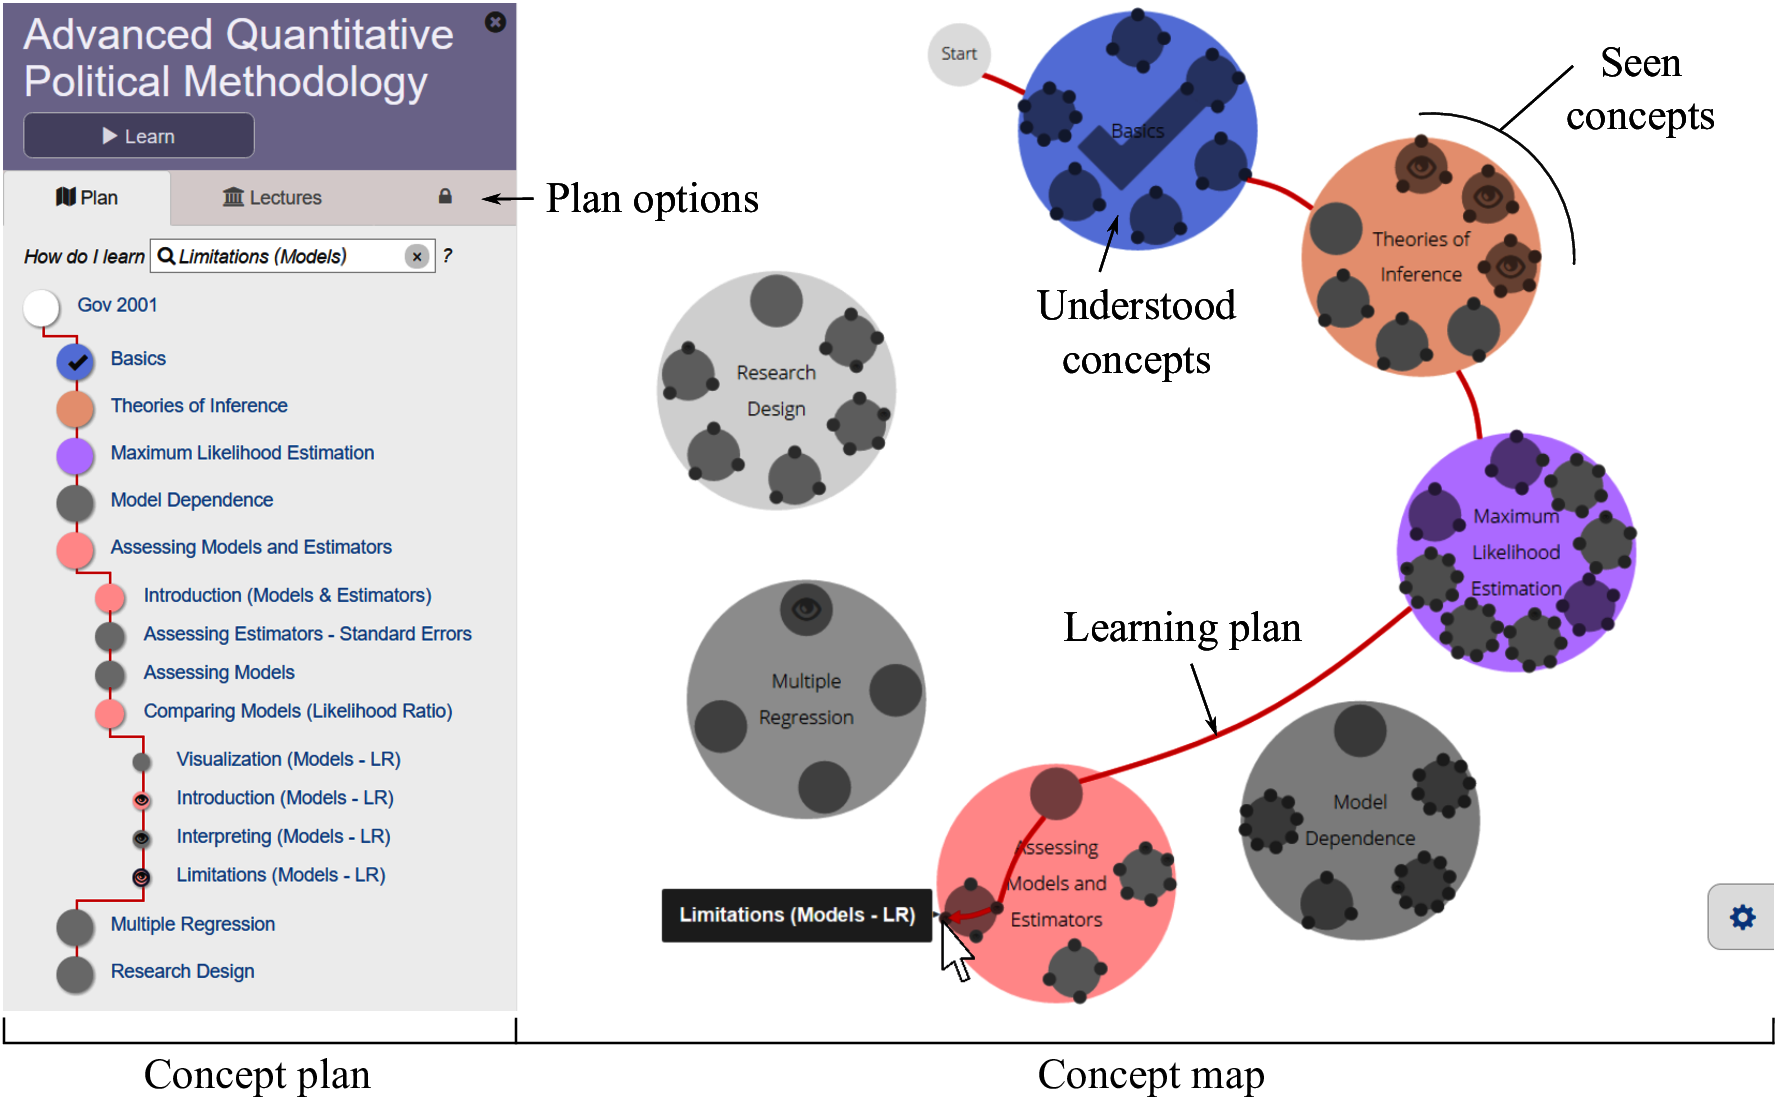 Advanced Quantitative
Political Methodology
Learn
Plan
Lectures
How do I learn Limitations (Models) ?
Gov 2001
Basics
Theories of Inference
Maximum Likelihood Estimation
Model Dependence
Assessing Models and Estimators
Introduction (Models & Estimators)
Assessing Estimators - Standard Errors
Assessing Models
Comparing Models (Likelihood Ratio)
Visualization (Models - LR)
Introduction (Models - LR)
Interpreting (Models - LR)
Limitations (Models - LR)
Multiple Regression
Research Design
Plan options
Start
Basics
Seen
concepts
Theories of
Inference
Understood
concepts
Research
Design
Maximum
Likelihood
Estimation
Learning plan
Multiple
Regression
Model
Dependence
Assessing
Models and
Estimators
Limitations (Models - LR)
Concept plan
Concept map